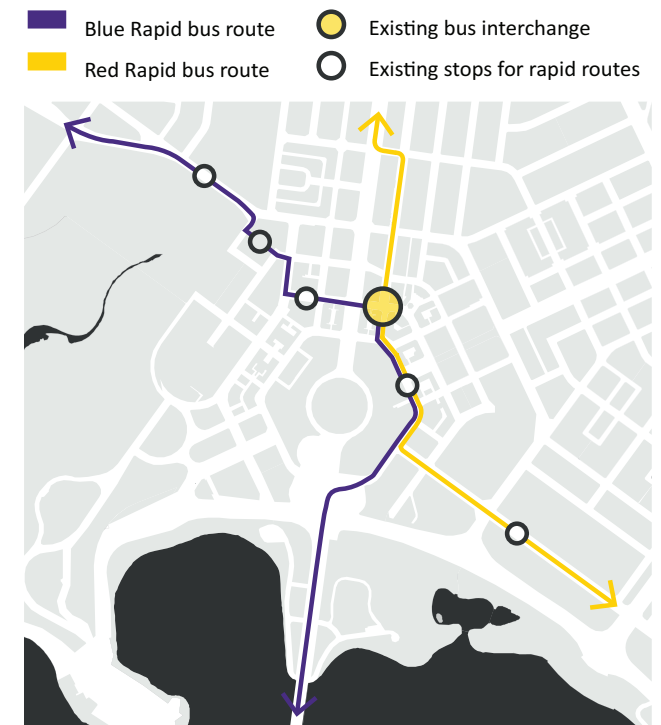 Blue Rapid bus route
Existing bus interchange
Red Rapid bus route
Existing stops for rapid routes